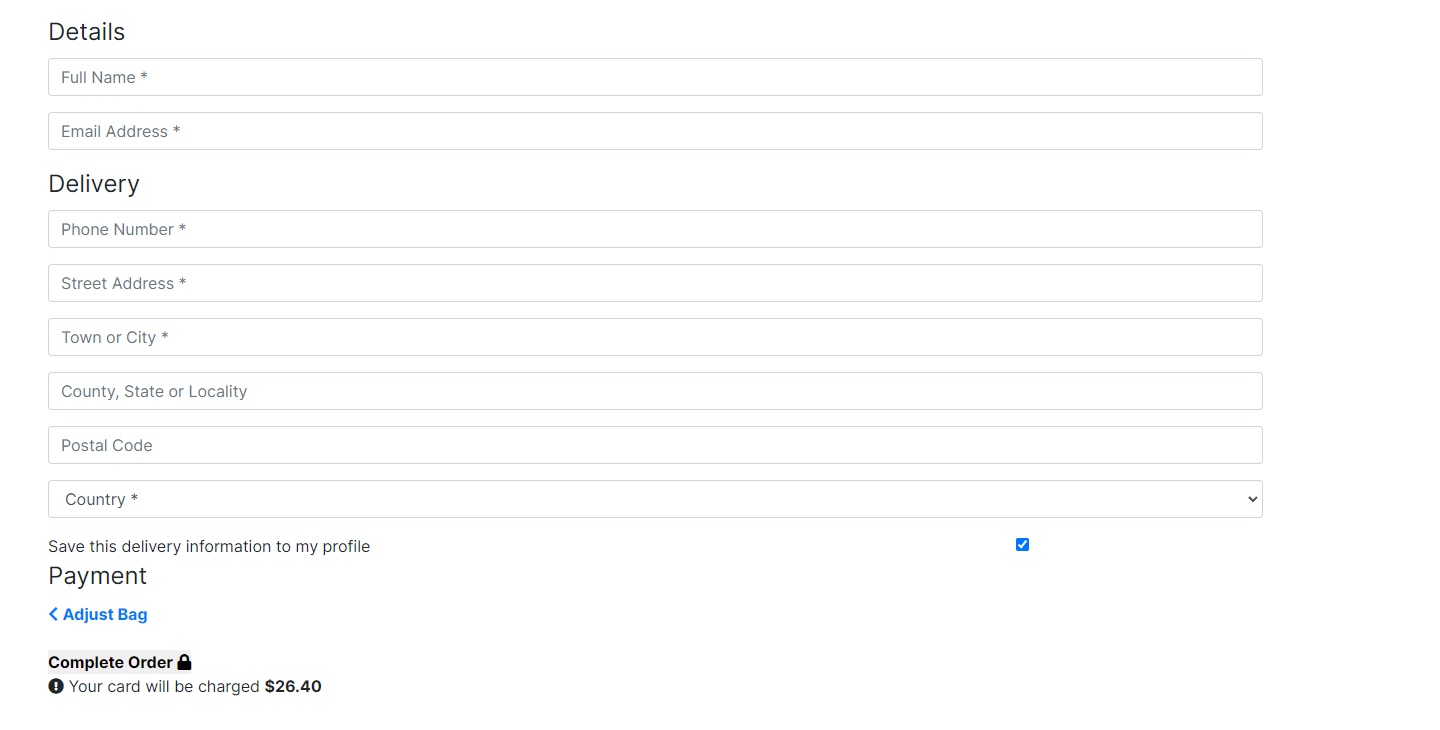 Details
Full Name *
Email Address *
Delivery
Phone Number *
Street Address *
Town or City *
County, State or Locality
Postal Code
Country *
Save this delivery information to my profile
Payment
Adjust Bag
Complete Order
Your card will be charged $26.40